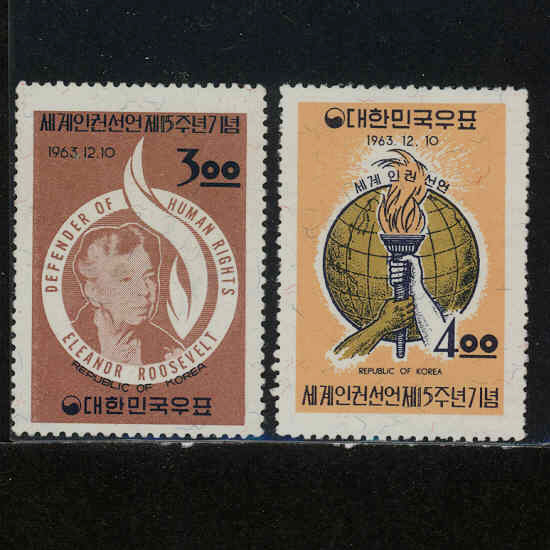 세계인권선언제15주년기념
1963.12.10
3.00
DEFENDER OF HUMAN RIGHTS
ELEANOR ROOSEVELT
REPUBLIC OF KOREA
대한민국우표
대한민국우표
1963. 12. 10
세계 인권 선언
4.00
REPUBLIC OF KOREA
세계인권선언제15주년기념